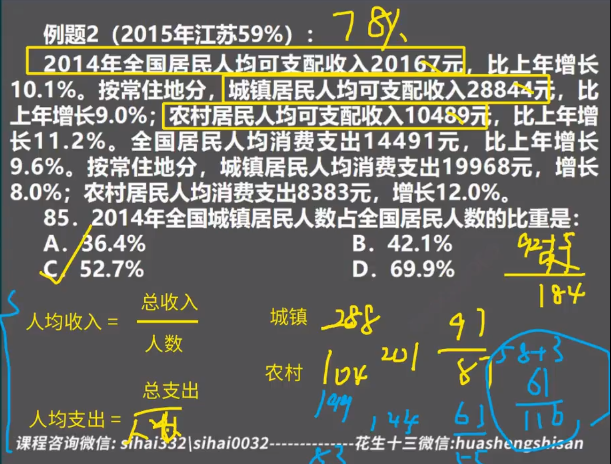 例题2（2015年江苏59%）：
78%
2014年全国居民人均可支配收入20167元，比上年增长
10.1%。按常住地分，城镇居民人均可支配收入28844元，比
上年增长9.0%；农村居民人均可支配收入10489元，比上年增
长11.2%。全国居民人均消费支出14491元，增长
9.6%。按常住地分，城镇居民人均消费支出19968元，增长
8.0%；农村居民人均消费支出8383元，增长12.0%。
85．2014年全国城镇居民人数占全国居民人数的比重是：
A．36.4%
B．42.1%
C．52.7%
D．69.9%
184
人均收入 =
总收入
人数
城镇
288
201
97
87
58+3
61
116
农村
104
总支出
人均支出 =
人数
144
61
83
课程咨询微信: sihai332\sihai0032--------------花生十三微信:huashengshisan